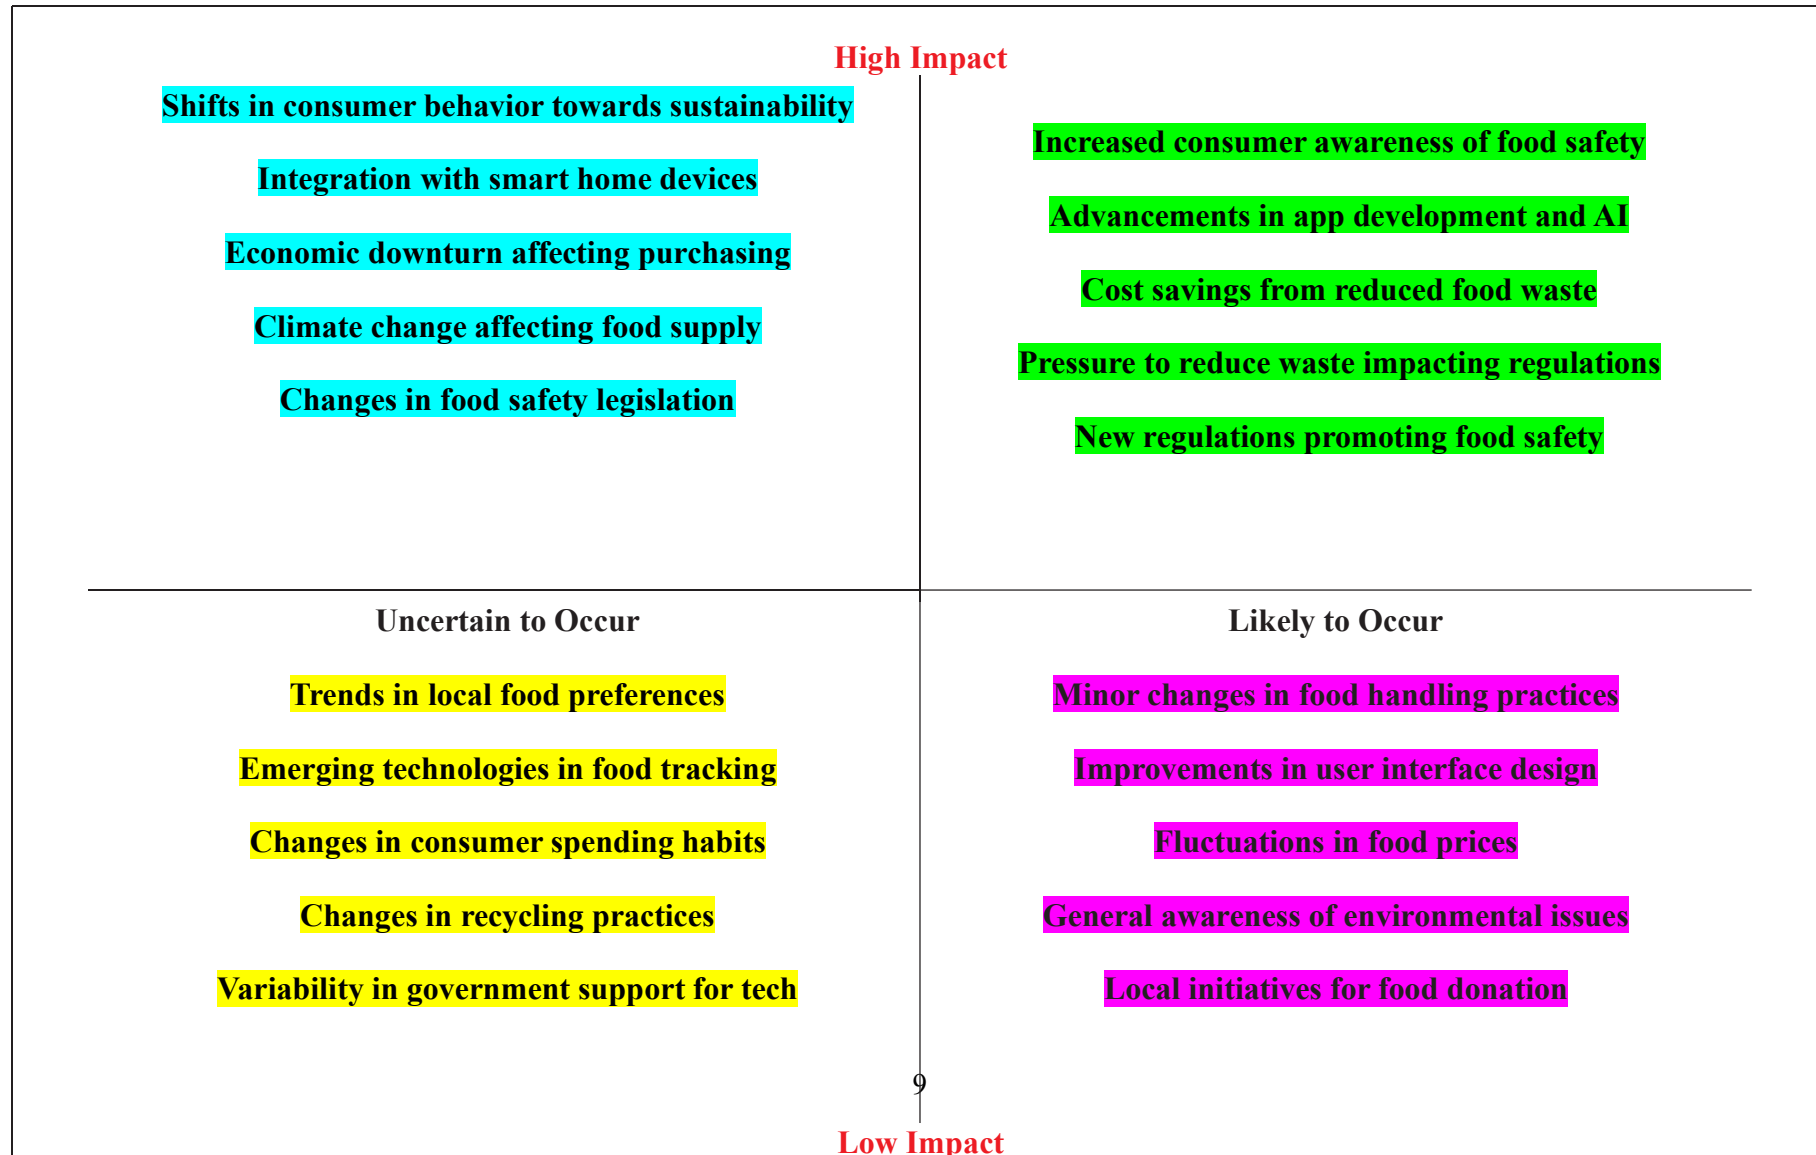 High Impact
Shifts in consumer behavior towards sustainability
Integration with smart home devices
Economic downturn affecting purchasing
Climate change affecting food supply
Changes in food safety legislation
Increased consumer awareness of food safety
Advancements in app development and AI
Cost savings from reduced food waste
Pressure to reduce waste impacting regulations
New regulations promoting food safety
Uncertain to Occur
Trends in local food preferences
Emerging technologies in food tracking
Changes in consumer spending habits
Changes in recycling practices
Variability in government support for tech
Likely to Occur
Minor changes in food handling practices
Improvements in user interface design
Fluctuations in food prices
General awareness of environmental issues
Local initiatives for food donation
9
Low Impact